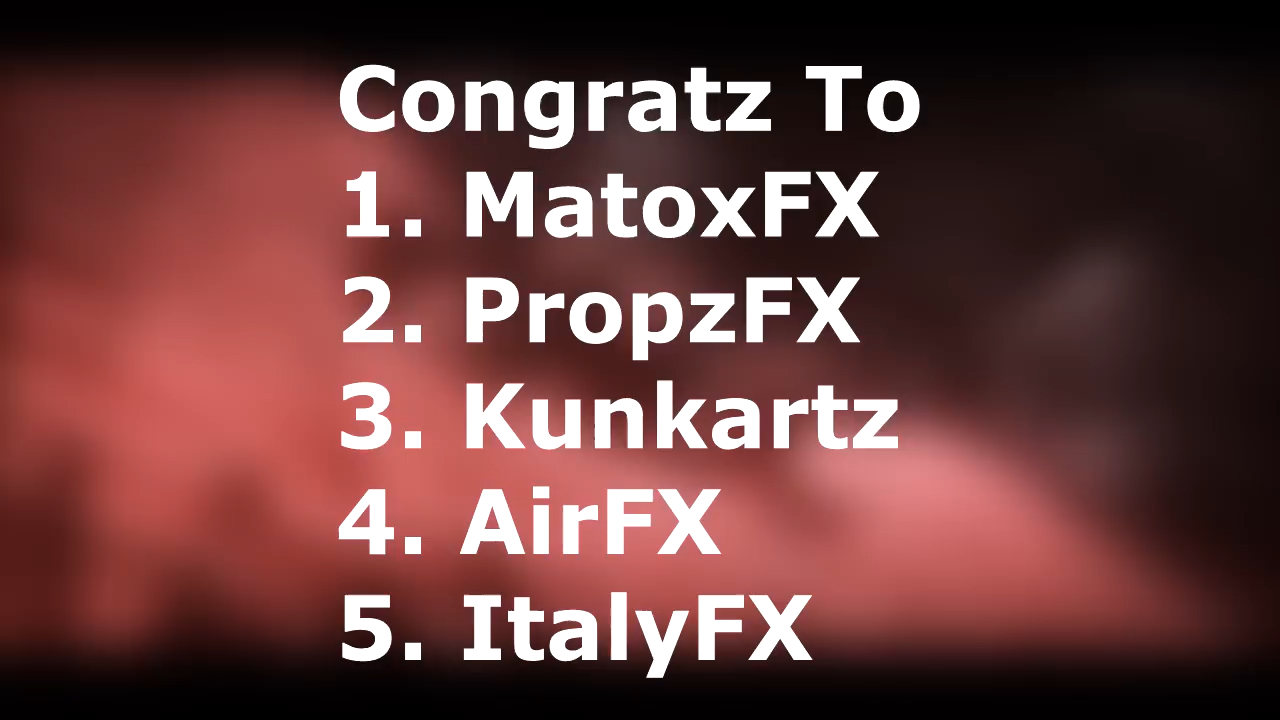 Congratz To
1. MatoxFX
2. PropzFX
3. Kunkartz
4. AirFX
5. ItalyFX